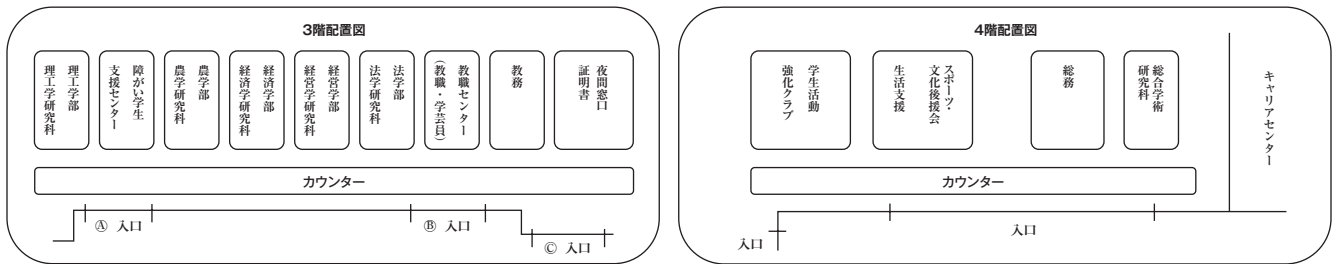 3階配置図
理工学部
理工学研究科
障がい学生
支援センター
農学部
農学研究科
経済学部
経済学研究科
経営学部
経営学研究科
法学部
法学研究科
教職センター
(教職・学芸員)
教務
夜間窓口
証明書
カウンター
Ⓐ 入口
Ⓑ 入口
Ⓒ 入口
4階配置図
学生活動
強化クラブ
スポーツ・
文化後援会
生活支援
総務
総合学術
研究科
キャリアセンター
カウンター
入口
入口